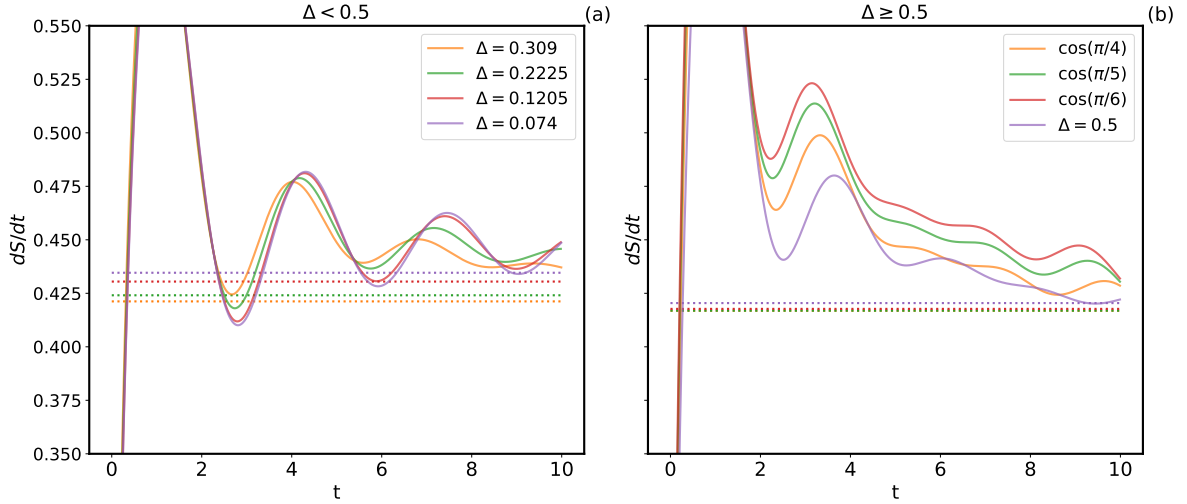 Δ < 0.5
(a)
0.550
0.525
0.500
0.475
0.450
0.425
0.400
0.375
0.350
dS/dt
0
2
4
6
8
10
t
Δ = 0.309
Δ = 0.2225
Δ = 0.1205
Δ = 0.074
Δ ≥ 0.5
(b)
dS/dt
0
2
4
6
8
10
t
cos(π/4)
cos(π/5)
cos(π/6)
Δ = 0.5